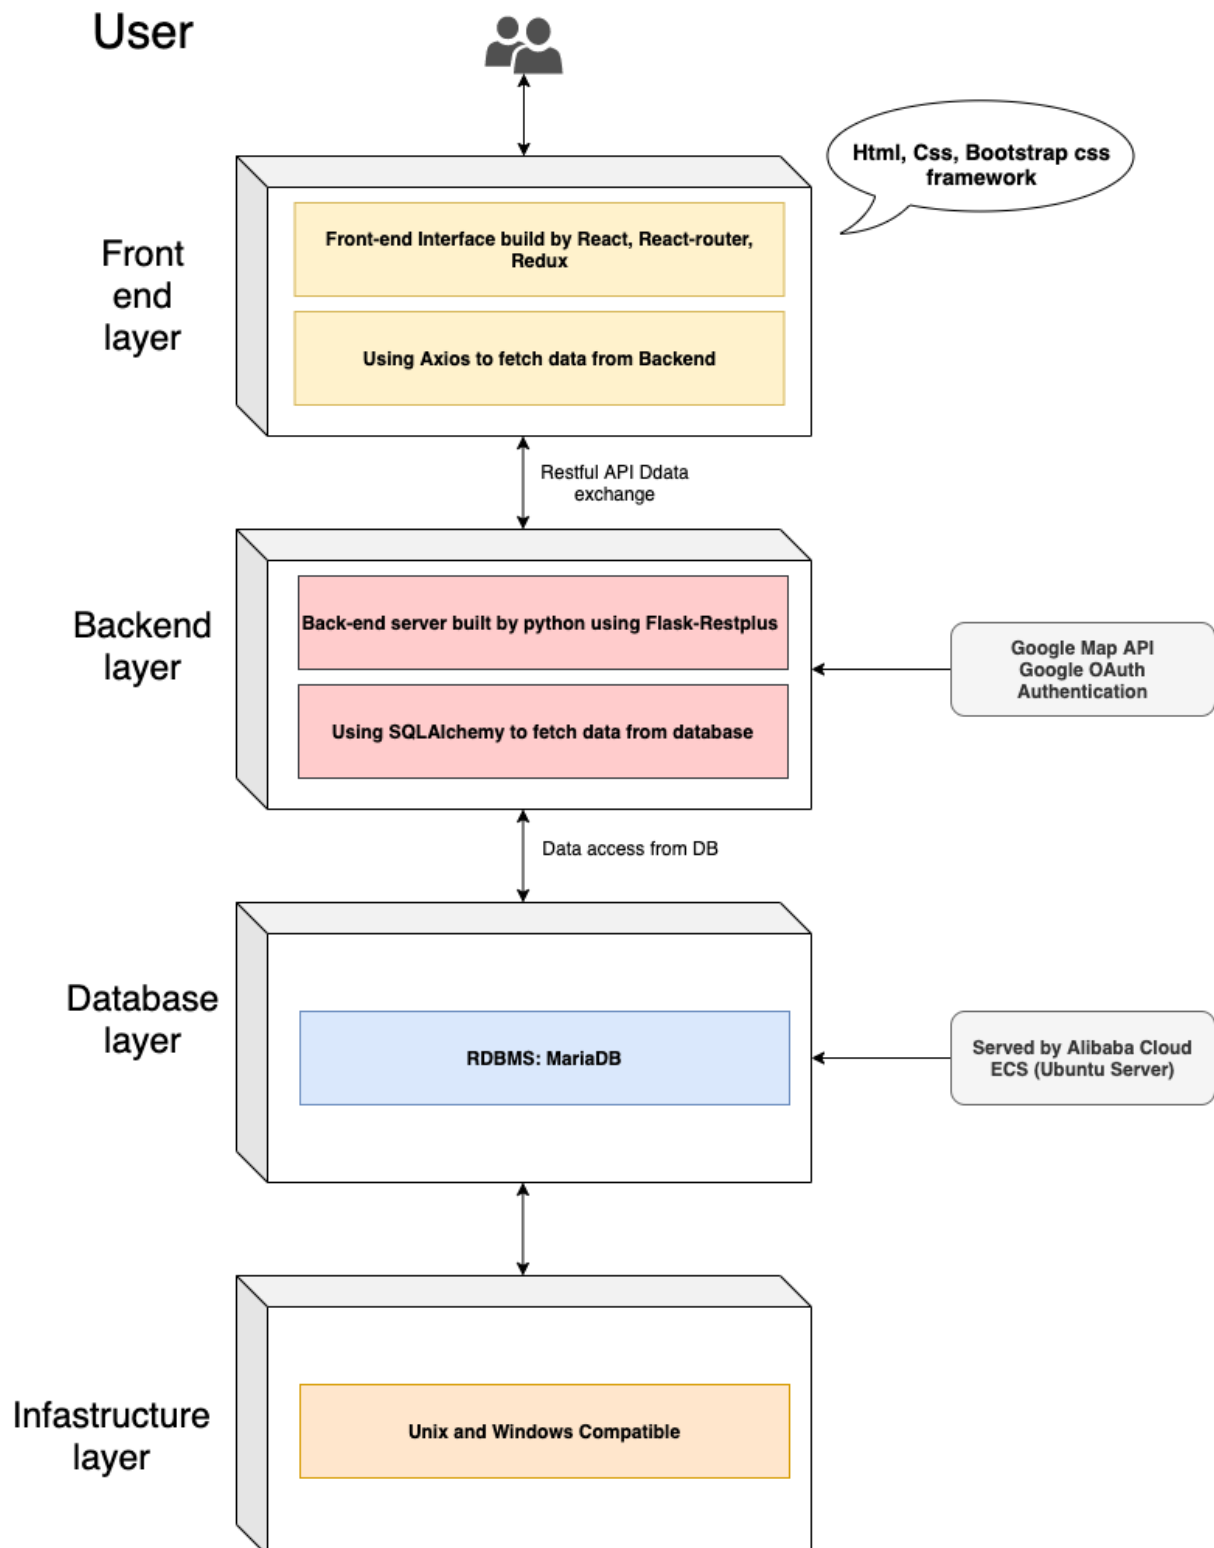 User
Html, Css, Bootstrap css
framework
Front
end
layer
Front-end Interface build by React, React-router,
Redux
Using Axios to fetch data from Backend
Restful API Ddata
exchange
Backend
layer
Back-end server built by python using Flask-Restplus
Using SQLAlchemy to fetch data from database
Google Map API
Google OAuth
Authentication
Data access from DB
Database
layer
RDBMS: MariaDB
Served by Alibaba Cloud
ECS (Ubuntu Server)
Infastructure
layer
Unix and Windows Compatible